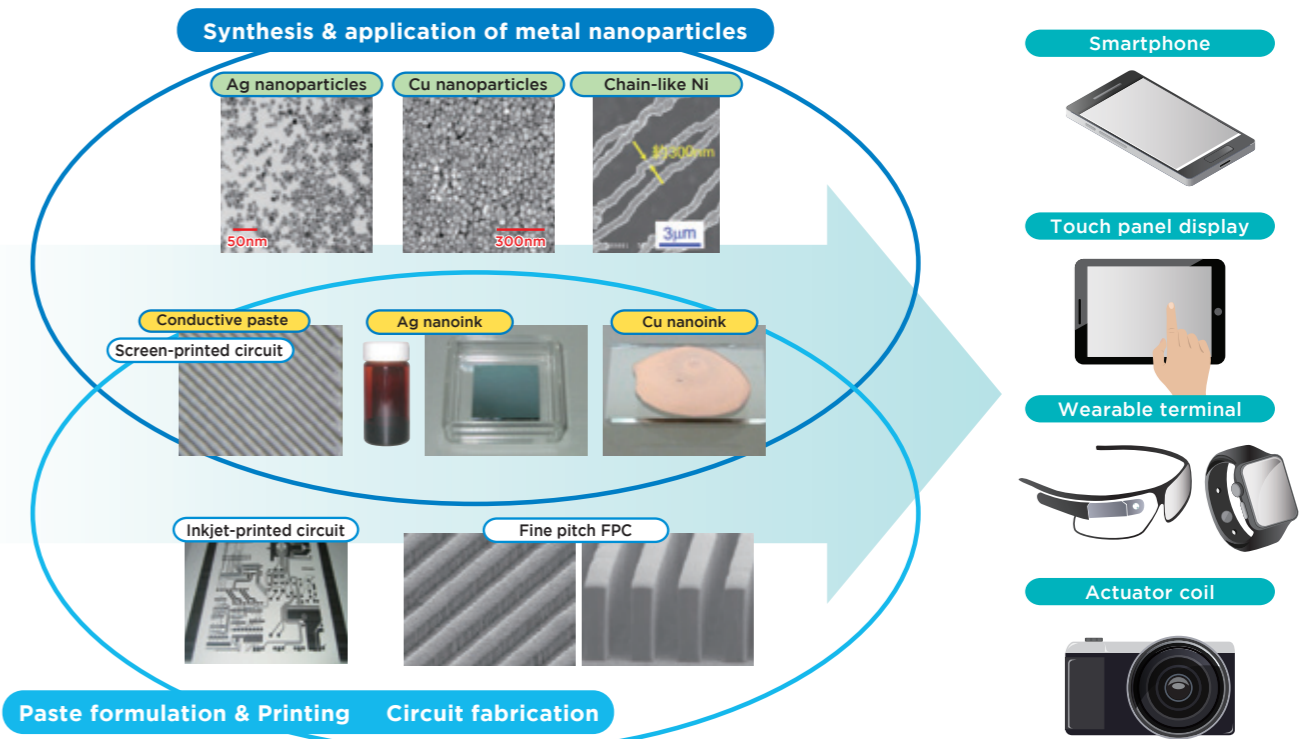 Synthesis & application of metal nanoparticles
Ag nanoparticles
Cu nanoparticles
Chain-like Ni
50nm
300nm
3μm
Conductive paste
Screen-printed circuit
Ag nanoink
Cu nanoink
Inkjet-printed circuit
Fine pitch FPC
Paste formulation & Printing
Circuit fabrication
Smartphone
Touch panel display
Wearable terminal
Actuator coil